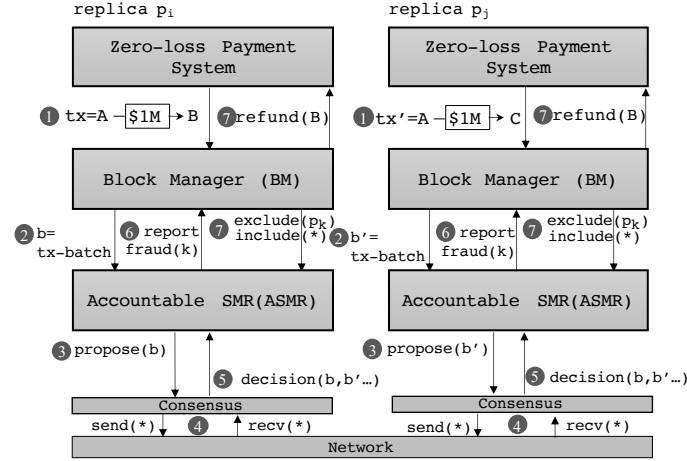 replica pᵢ
Zero-loss Payment
System
1 tx=A $1M B
7 refund(B)
Block Manager (BM)
2 b=
tx-batch
6 report
fraud(k)
7 exclude(pₖ)
include(*)
Accountable SMR(ASMR)
3 propose(b)
5 decision(b,b'…)
Consensus
send(*) 4 recv(*)
replica pⱼ
Zero-loss Payment
System
1 tx'=A $1M C
7 refund(B)
Block Manager (BM)
2 b'=
tx-batch
6 report
fraud(k)
7 exclude(pₖ)
include(*)
Accountable SMR(ASMR)
3 propose(b')
5 decision(b,b'…)
Consensus
send(*) 4 recv(*)
Network